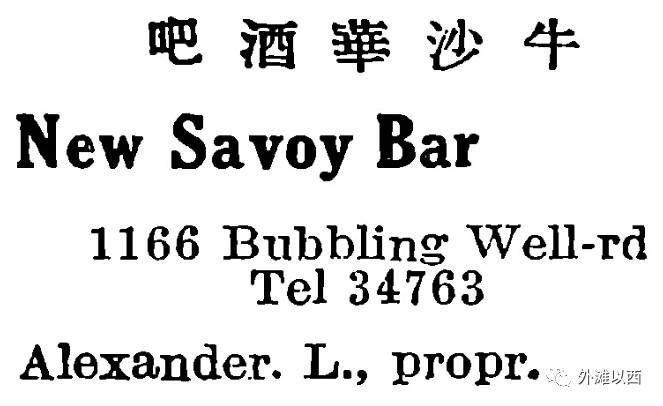 牛沙華酒吧
New Savoy Bar
1166 Bubbling Well-rd
Tel 34763
Alexander. L., propr.
外滩以西